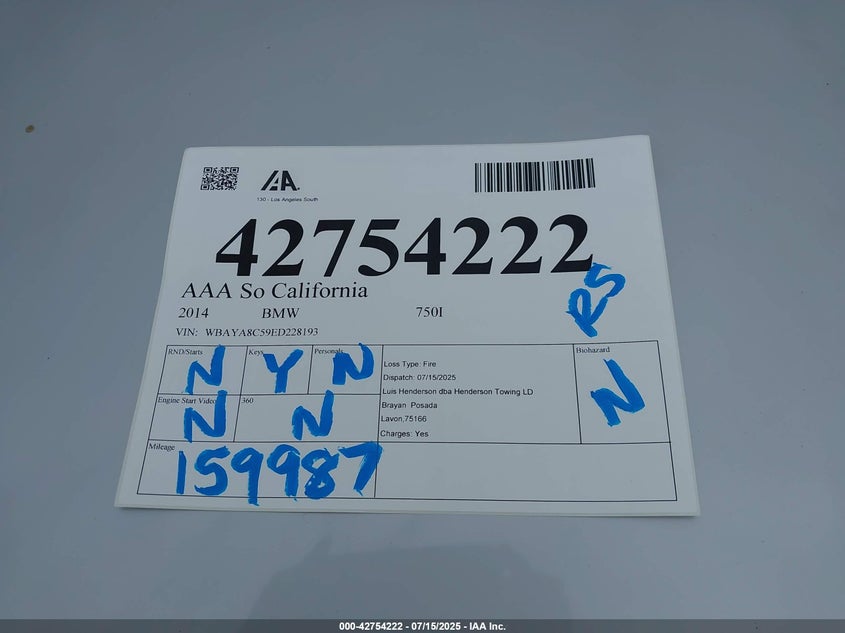 IAA.
130 - Los Angeles South
42754222
AAA So California
2014 BMW 750I
VIN: WBAYA8C59ED228193
RS
RND/Starts N Keys Y Personals N
Engine Start Video N 360 N
Mileage
159987
Loss Type: Fire
Dispatch: 07/15/2025
Luis Henderson dba Henderson Towing LD
Brayan Posada
Lavon,75166
Charges: Yes
Biohazard
N
000-42754222 - 07/15/2025 - IAA Inc.